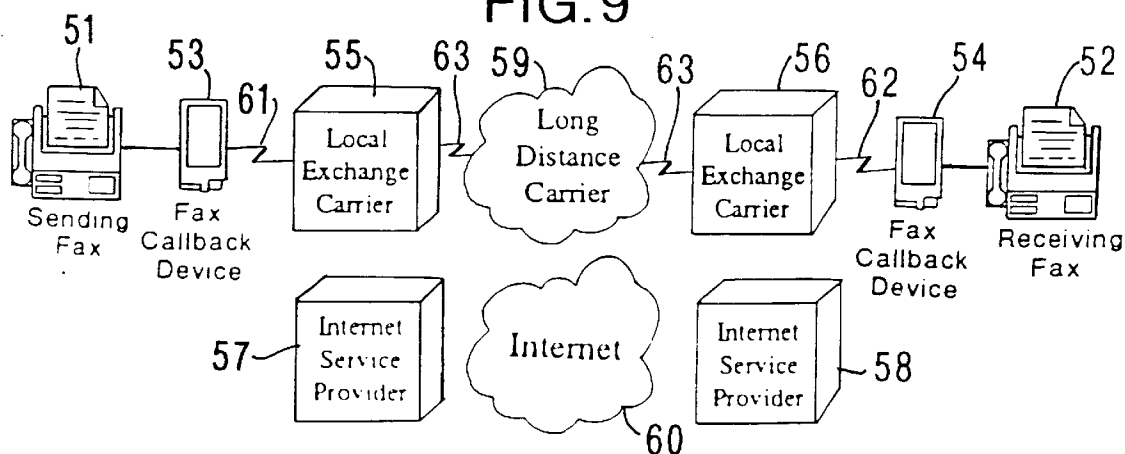 FIG. 9
51
53
61
55
63
59
63
56
62
54
52
Sending
Fax
Fax
Callback
Device
Local
Exchange
Carrier
Long
Distance
Carrier
Local
Exchange
Carrier
Fax
Callback
Device
Receiving
Fax
57
Internet
Service
Provider
Internet
60
Internet
Service
Provider
58